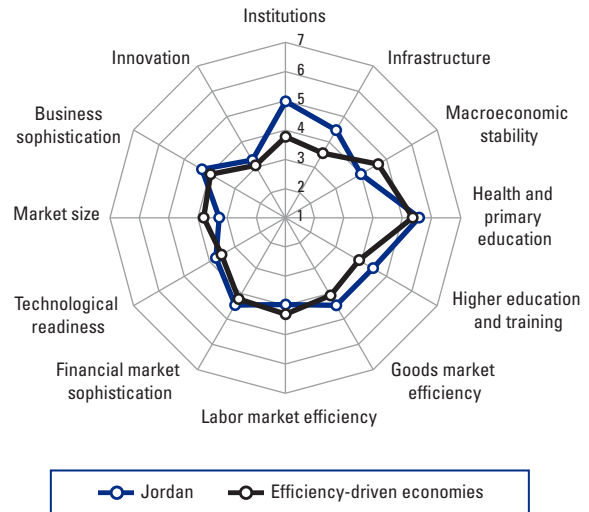 Institutions
7
6
5
4
3
2
1
Infrastructure
Macroeconomic
stability
Health and
primary
education
Higher education
and training
Goods market
efficiency
Labor market efficiency
Financial market
sophistication
Technological
readiness
Market size
Business
sophistication
Innovation
Jordan
Efficiency-driven economies